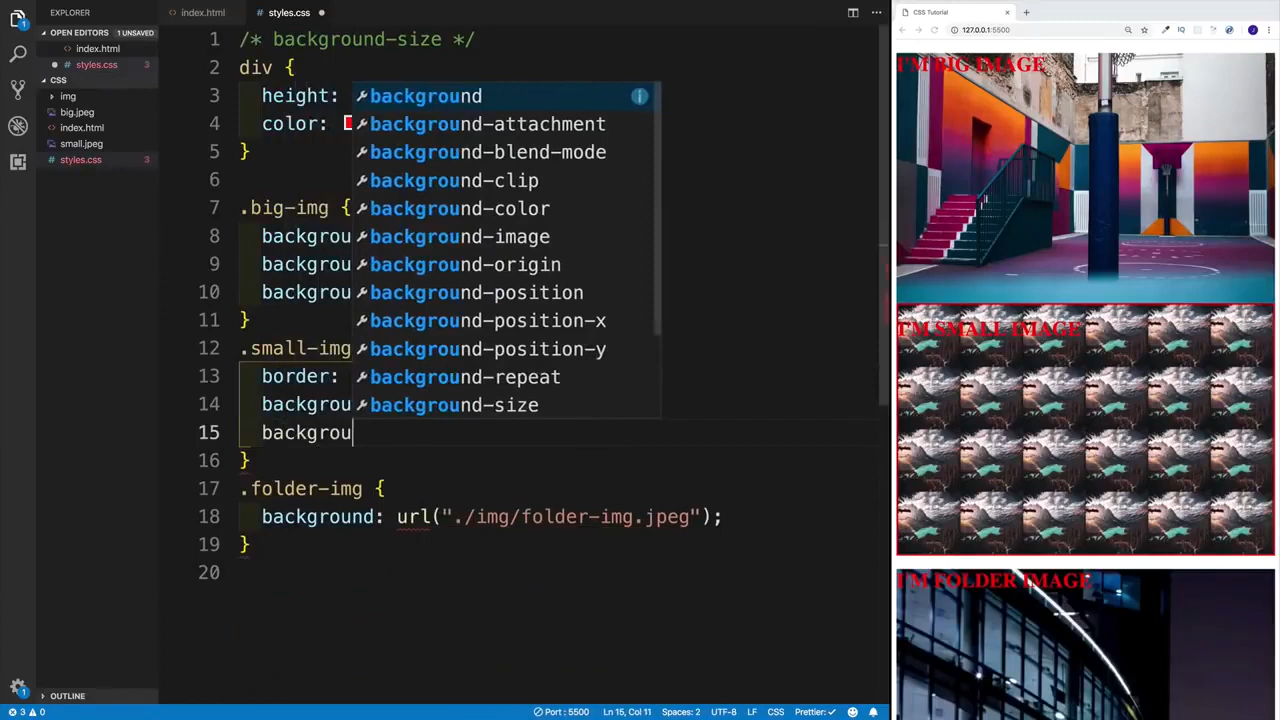 EXPLORER
OPEN EDITORS 1 UNSAVED
index.html
styles.css 3
CSS
img
big.jpeg
index.html
small.jpeg
styles.css 3
OUTLINE
1
1
index.html
styles.css
1 /* background-size */
2 div {
3 height:
4 color:
5 }
6
7 .big-img {
8 backgrou
9 backgrou
10 backgrou
11 }
12 .small-img
13 border:
14 backgrou
15 backgrou
16 }
17 .folder-img {
18 background: url("./img/folder-img.jpeg");
19 }
20
background
background-attachment
background-blend-mode
background-clip
background-color
background-image
background-origin
background-position
background-position-x
background-position-y
background-repeat
background-size
3 0
Port : 5500 Ln 15, Col 11 Spaces: 2 UTF-8 LF CSS Prettier: ✓
CSS Tutorial
127.0.0.1:5500
I'M BIG IMAGE
I'M SMALL IMAGE
I'M FOLDER IMAGE